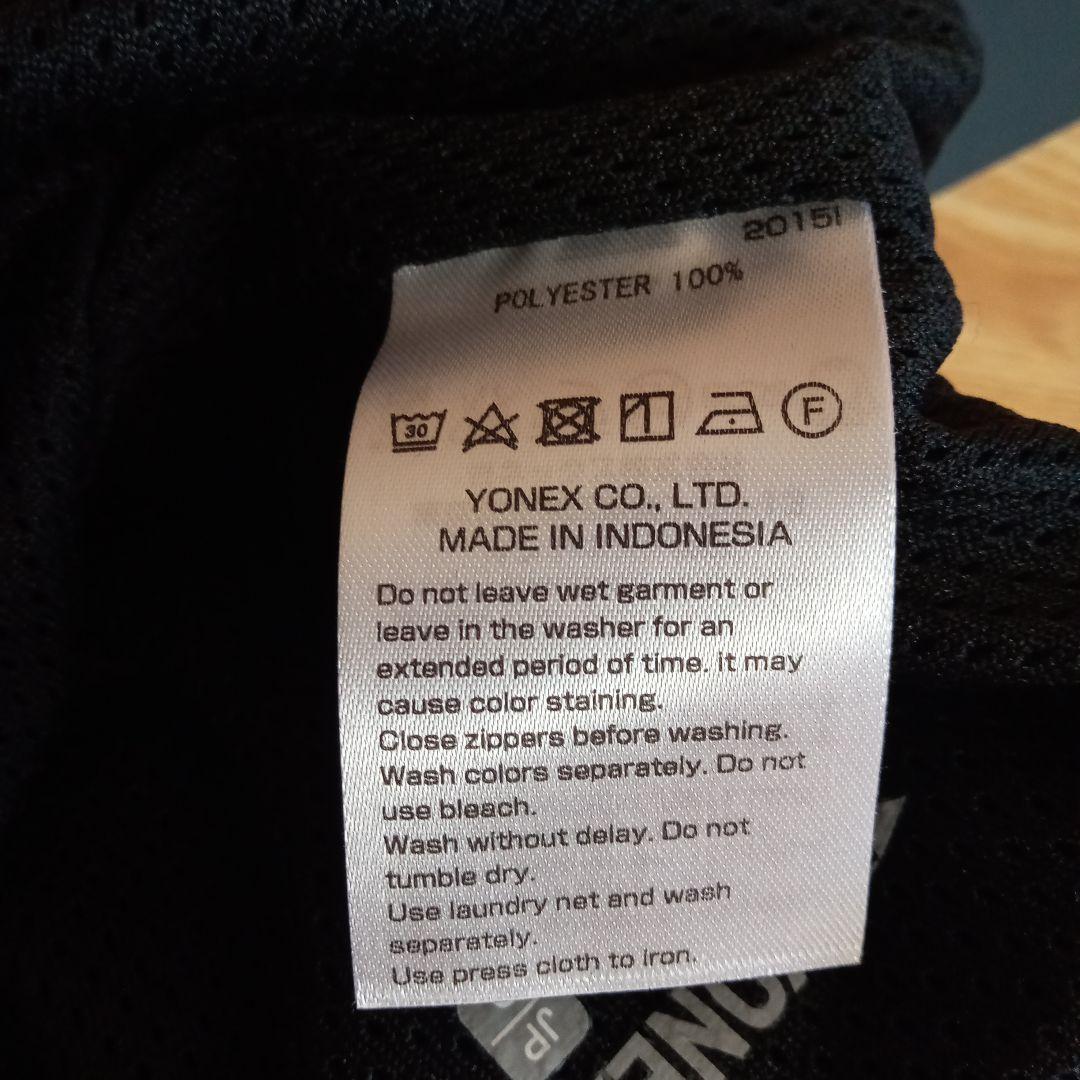 2015I
POLYESTER 100%
30
F
YONEX CO., LTD.
MADE IN INDONESIA
Do not leave wet garment or
leave in the washer for an
extended period of time. it may
cause color staining.
Close zippers before washing.
Wash colors separately. Do not
use bleach.
Wash without delay. Do not
tumble dry.
Use laundry net and wash
separately.
Use press cloth to iron.
JP